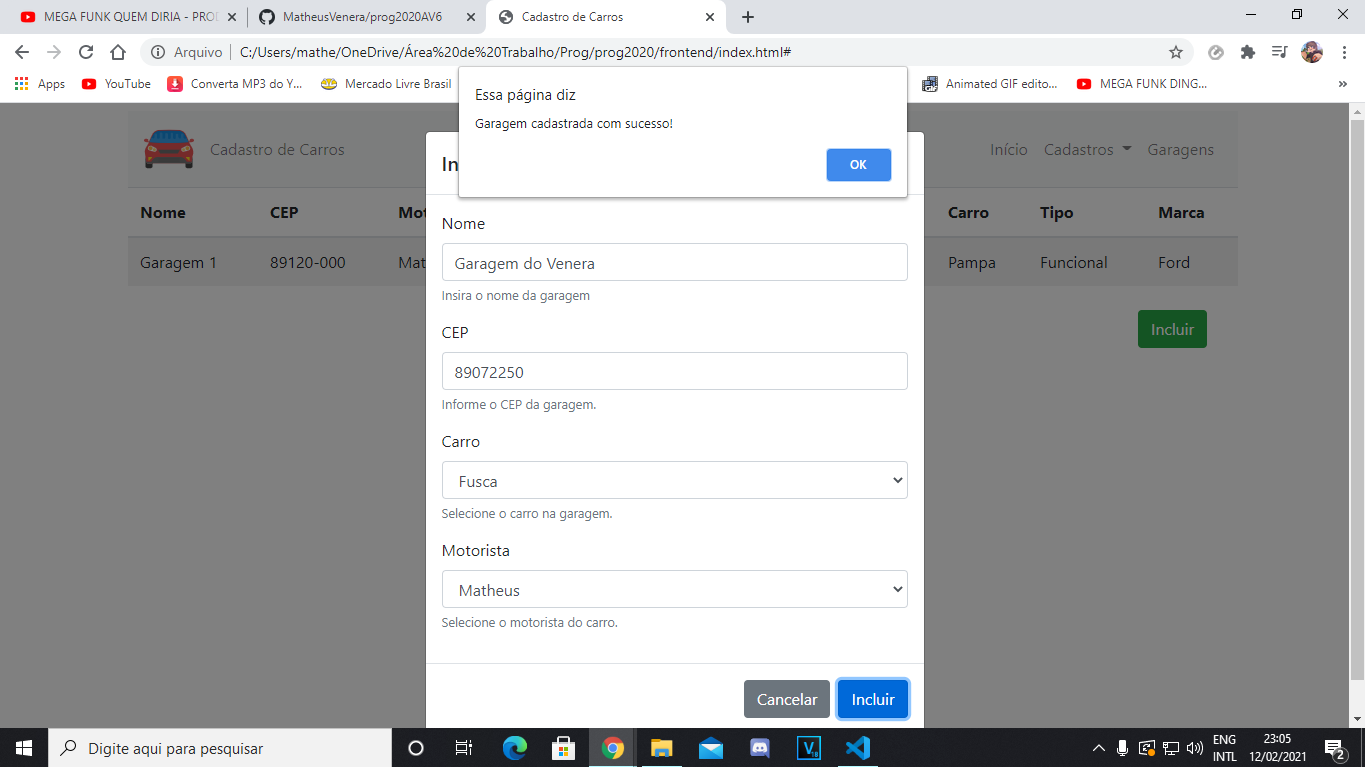 MEGA FUNK QUEM DIRIA - PROD
MatheusVenera/prog2020AV6
Cadastro de Carros
Arquivo
C:/Users/mathe/OneDrive/Área%20de%20Trabalho/Prog/prog2020/frontend/index.html#
Apps
YouTube
Converta MP3 do Y...
Mercado Livre Brasil
Animated GIF edito...
MEGA FUNK DING...
»
Essa página diz
Garagem cadastrada com sucesso!
OK
Cadastro de Carros
Início
Cadastros
Garagens
In
Nome
CEP
Mot
Carro
Tipo
Marca
Garagem 1
89120-000
Mat
Pampa
Funcional
Ford
Incluir
Nome
Garagem do Venera
Insira o nome da garagem
CEP
89072250
Informe o CEP da garagem.
Carro
Fusca
Selecione o carro na garagem.
Motorista
Matheus
Selecione o motorista do carro.
Cancelar
Incluir
Digite aqui para pesquisar
V.18
ENG
INTL
23:05
12/02/2021
2